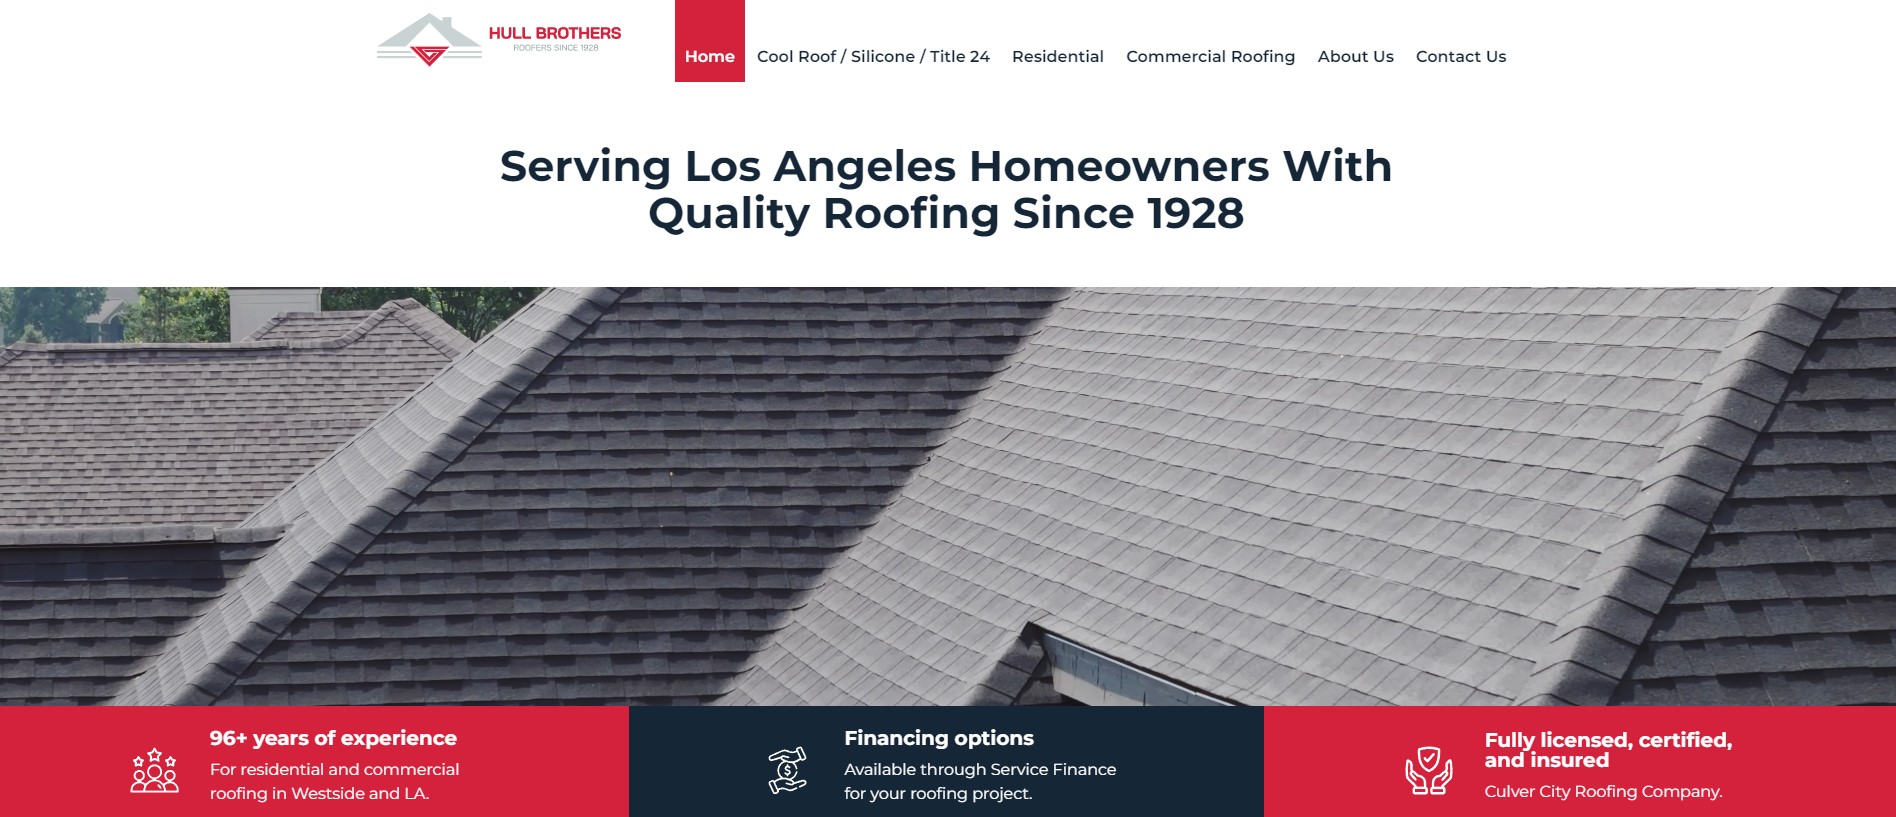 HULL BROTHERS
ROOFERS SINCE 1928
Home Cool Roof / Silicone / Title 24 Residential Commercial Roofing About Us Contact Us
Serving Los Angeles Homeowners With
Quality Roofing Since 1928
96+ years of experience
For residential and commercial
roofing in Westside and LA.
Financing options
Available through Service Finance
for your roofing project.
Fully licensed, certified,
and insured
Culver City Roofing Company.